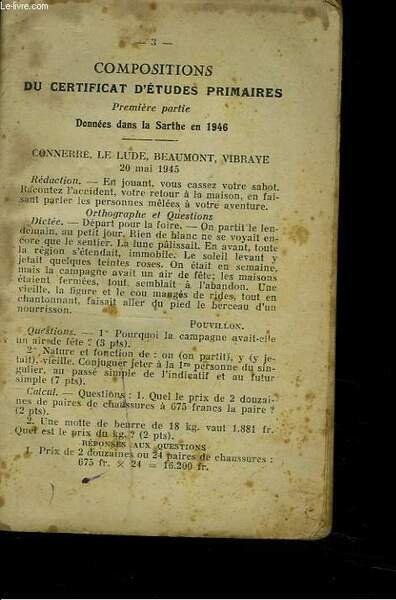 © Le-livre.com
— 3 —
COMPOSITIONS
DU CERTIFICAT D'ÉTUDES PRIMAIRES
Première partie
Données dans la Sarthe en 1946
CONNERRÉ, LE LUDE, BEAUMONT, VIBRAYE
20 mai 1945
Rédaction. — En jouant, vous cassez votre sabot.
Racontez l'accident, votre retour à la maison, en fai-
sant parler les personnes mêlées à votre aventure.
Orthographe et Questions
Dictée. — Départ pour la foire. — On partit le len-
demain, au petit jour. Rien de blanc ne se voyait en-
core que le sentier. La lune pâlissait. En avant, toute
la région s'étendait, immobile. Le soleil levant y
jetait quelques teintes roses. On était en semaine,
mais la campagne avait un air de fête; les maisons
étaient fermées, tout semblait à l'abandon. Une
vieille, la figure et le cou mangés de rides, tout en
chantonnant, faisait aller du pied le berceau d'un
nourrisson.
POUVILLON.
Questions. — 1° Pourquoi la campagne avait-elle
un air de fête ? (3 pts).
2° Nature et fonction de : on (on partit), y (y je-
tait), vieille. Conjuguer jeter à la 1re personne du sin-
gulier, au passé simple de l'indicatif et au futur
simple (7 pts).
Calcul. — Questions : 1. Quel le prix de 2 douzai-
nes de paires de chaussures à 675 francs la paire ?
(2 pts).
2. Une motte de beurre de 18 kg. vaut 1.881 fr.
Quel est le prix du kg. ? (2 pts).
RÉPONSES AUX QUESTIONS
1. Prix de 2 douzaines ou 24 paires de chaussures :
675 fr. × 24 = 16.200 fr.